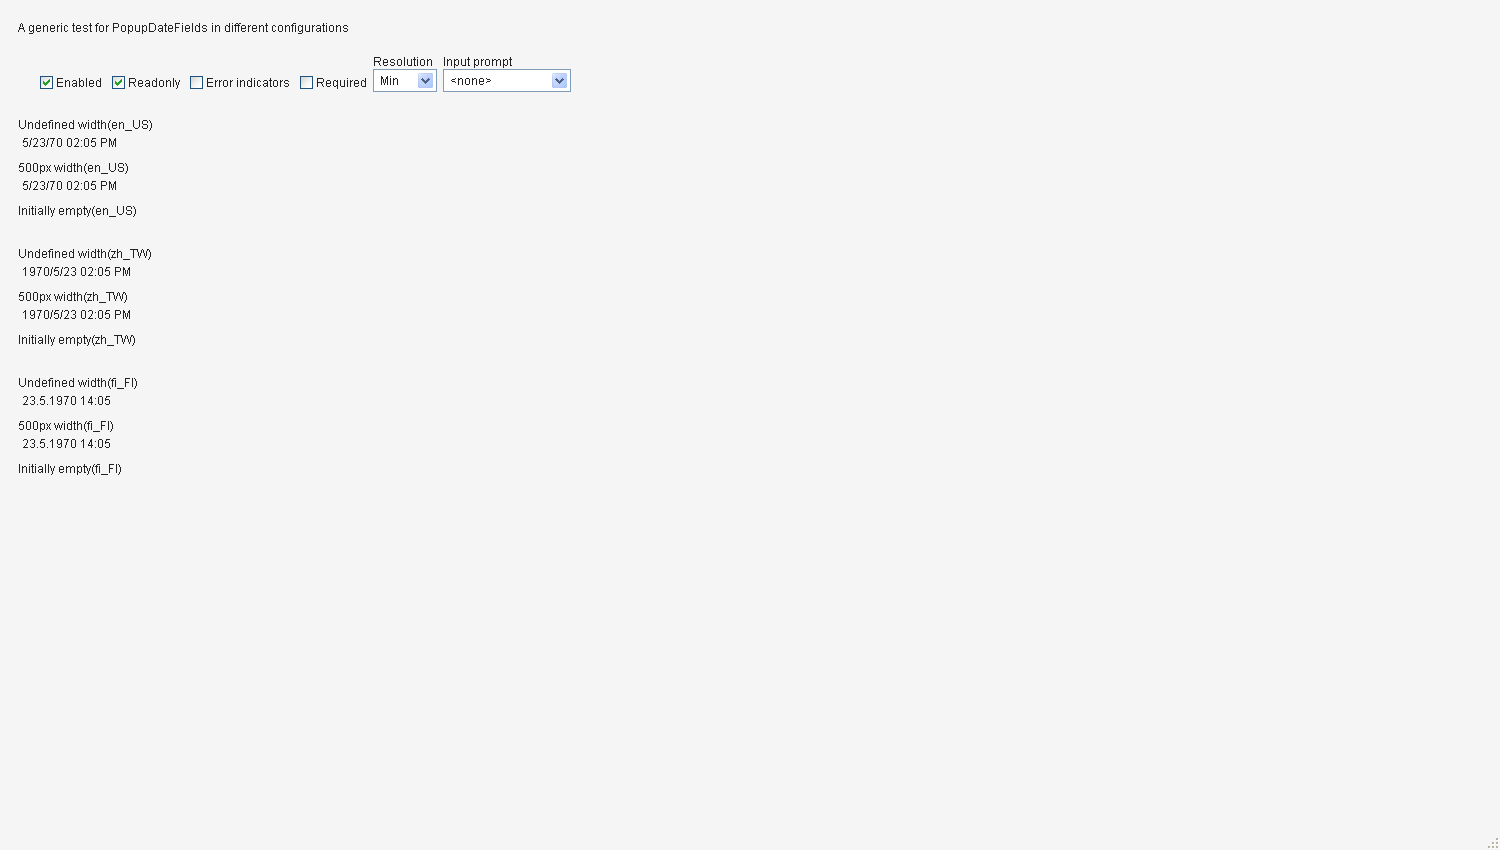 A generic test for PopupDateFields in different configurations
Resolution Input prompt
Enabled Readonly Error indicators Required Min <none>
Undefined width(en_US)
5/23/70 02:05 PM
500px width(en_US)
5/23/70 02:05 PM
Initially empty(en_US)
Undefined width(zh_TW)
1970/5/23 02:05 PM
500px width(zh_TW)
1970/5/23 02:05 PM
Initially empty(zh_TW)
Undefined width(fi_FI)
23.5.1970 14:05
500px width(fi_FI)
23.5.1970 14:05
Initially empty(fi_FI)